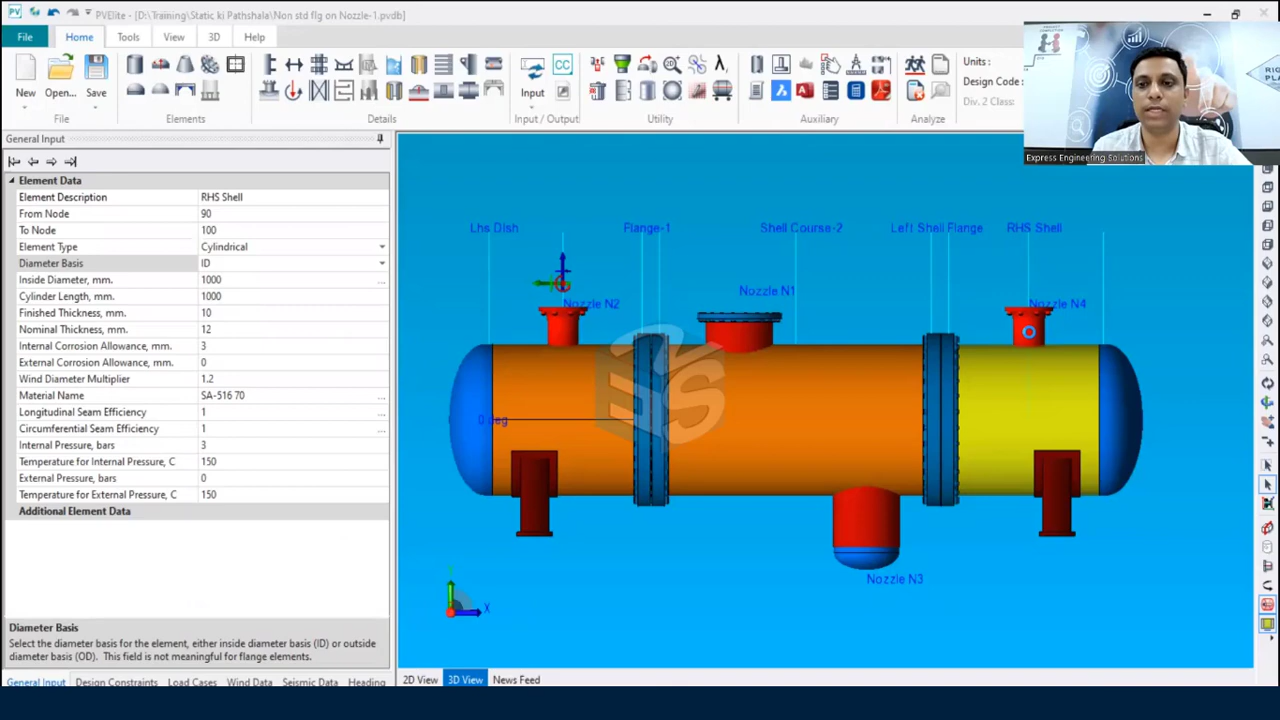 PVElite - [D:\Training\Static ki Pathshala\Non std flg on Nozzle-1.pvdb]
File Home Tools View 3D Help
New Open... Save Input
Units :
Design Code :
Div. 2 Class:
File Elements Details Input / Output Utility Auxiliary Analyze
Express Engineering Solutions
General Input
Element Data
Element Description RHS Shell
From Node 90
To Node 100
Element Type Cylindrical
Diameter Basis ID
Inside Diameter, mm. 1000
Cylinder Length, mm. 1000
Finished Thickness, mm. 10
Nominal Thickness, mm. 12
Internal Corrosion Allowance, mm. 3
External Corrosion Allowance, mm. 0
Wind Diameter Multiplier 1.2
Material Name SA-516 70
Longitudinal Seam Efficiency 1
Circumferential Seam Efficiency 1
Internal Pressure, bars 3
Temperature for Internal Pressure, C 150
External Pressure, bars 0
Temperature for External Pressure, C 150
Additional Element Data
Lhs Dish Flange-1 Shell Course-2 Left Shell Flange RHS Shell
Nozzle N1
Nozzle N2 Nozzle N4
0 deg
Nozzle N3
Y
X
Diameter Basis
Select the diameter basis for the element, either inside diameter basis (ID) or outside
diameter basis (OD). This field is not meaningful for flange elements.
General Input Design Constraints Load Cases Wind Data Seismic Data Heading
2D View 3D View News Feed